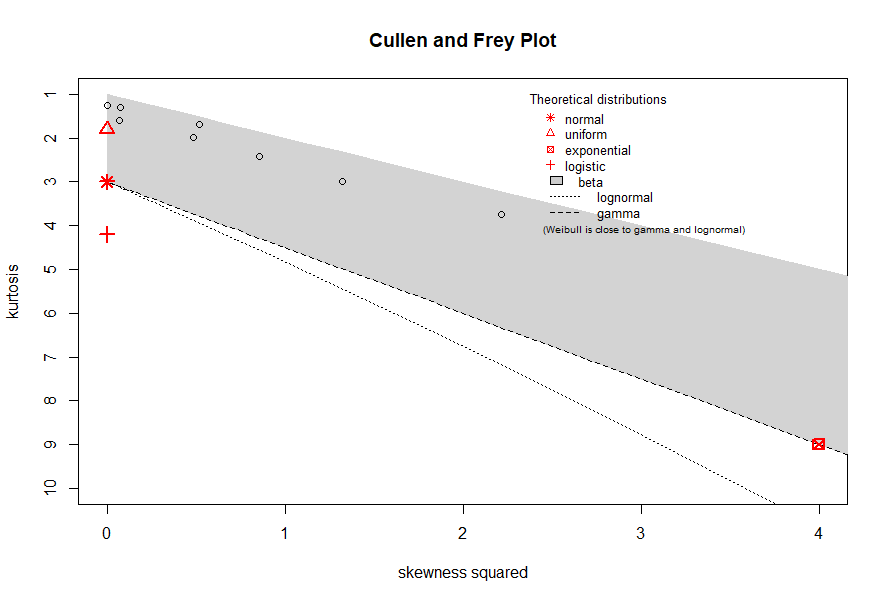 Cullen and Frey Plot
Theoretical distributions
normal
uniform
exponential
logistic
beta
lognormal
gamma
(Weibull is close to gamma and lognormal)
kurtosis
1
2
3
4
5
6
7
8
9
10
0 1 2 3 4
skewness squared